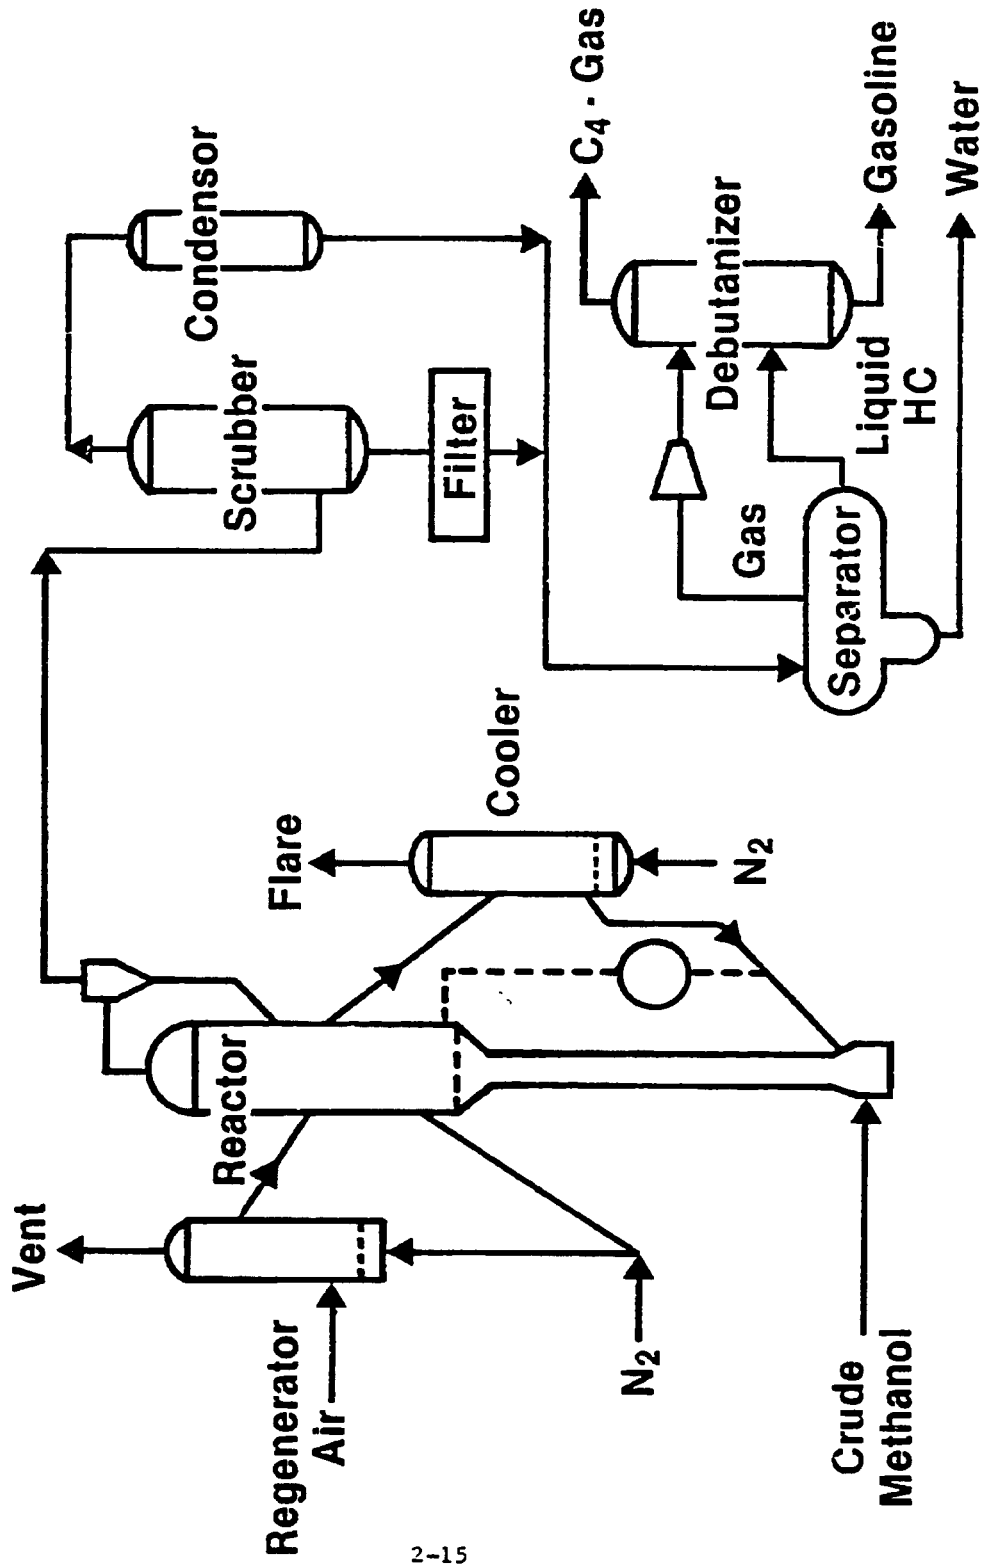 Vent
Regenerator
Air
N₂
Crude
Methanol
Reactor
Flare
Cooler
N₂
Scrubber
Condensor
Filter
Separator
Gas
Liquid
HC
Debutanizer
C₄ - Gas
Gasoline
Water
2-15